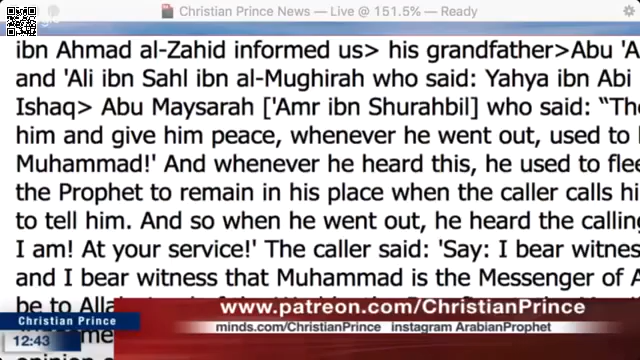 Christian Prince News — Live @ 151.5% — Ready
ibn Ahmad al-Zahid informed us> his grandfather>Abu 'A
and 'Ali ibn Sahl ibn al-Mughirah who said: Yahya ibn Abi
Ishaq> Abu Maysarah ['Amr ibn Shurahbil] who said: “The
him and give him peace, whenever he went out, used to
Muhammad!' And whenever he heard this, he used to flee
the Prophet to remain in his place when the caller calls hi
to tell him. And so when he went out, he heard the calling
I am! At your service!' The caller said: 'Say: I bear witnes
and I bear witness that Muhammad is the Messenger of A
be to Alla
www.patreon.com/ChristianPrince
Christian Prince
minds.com/ChristianPrince instagram ArabianProphet
12:43
me
opinion